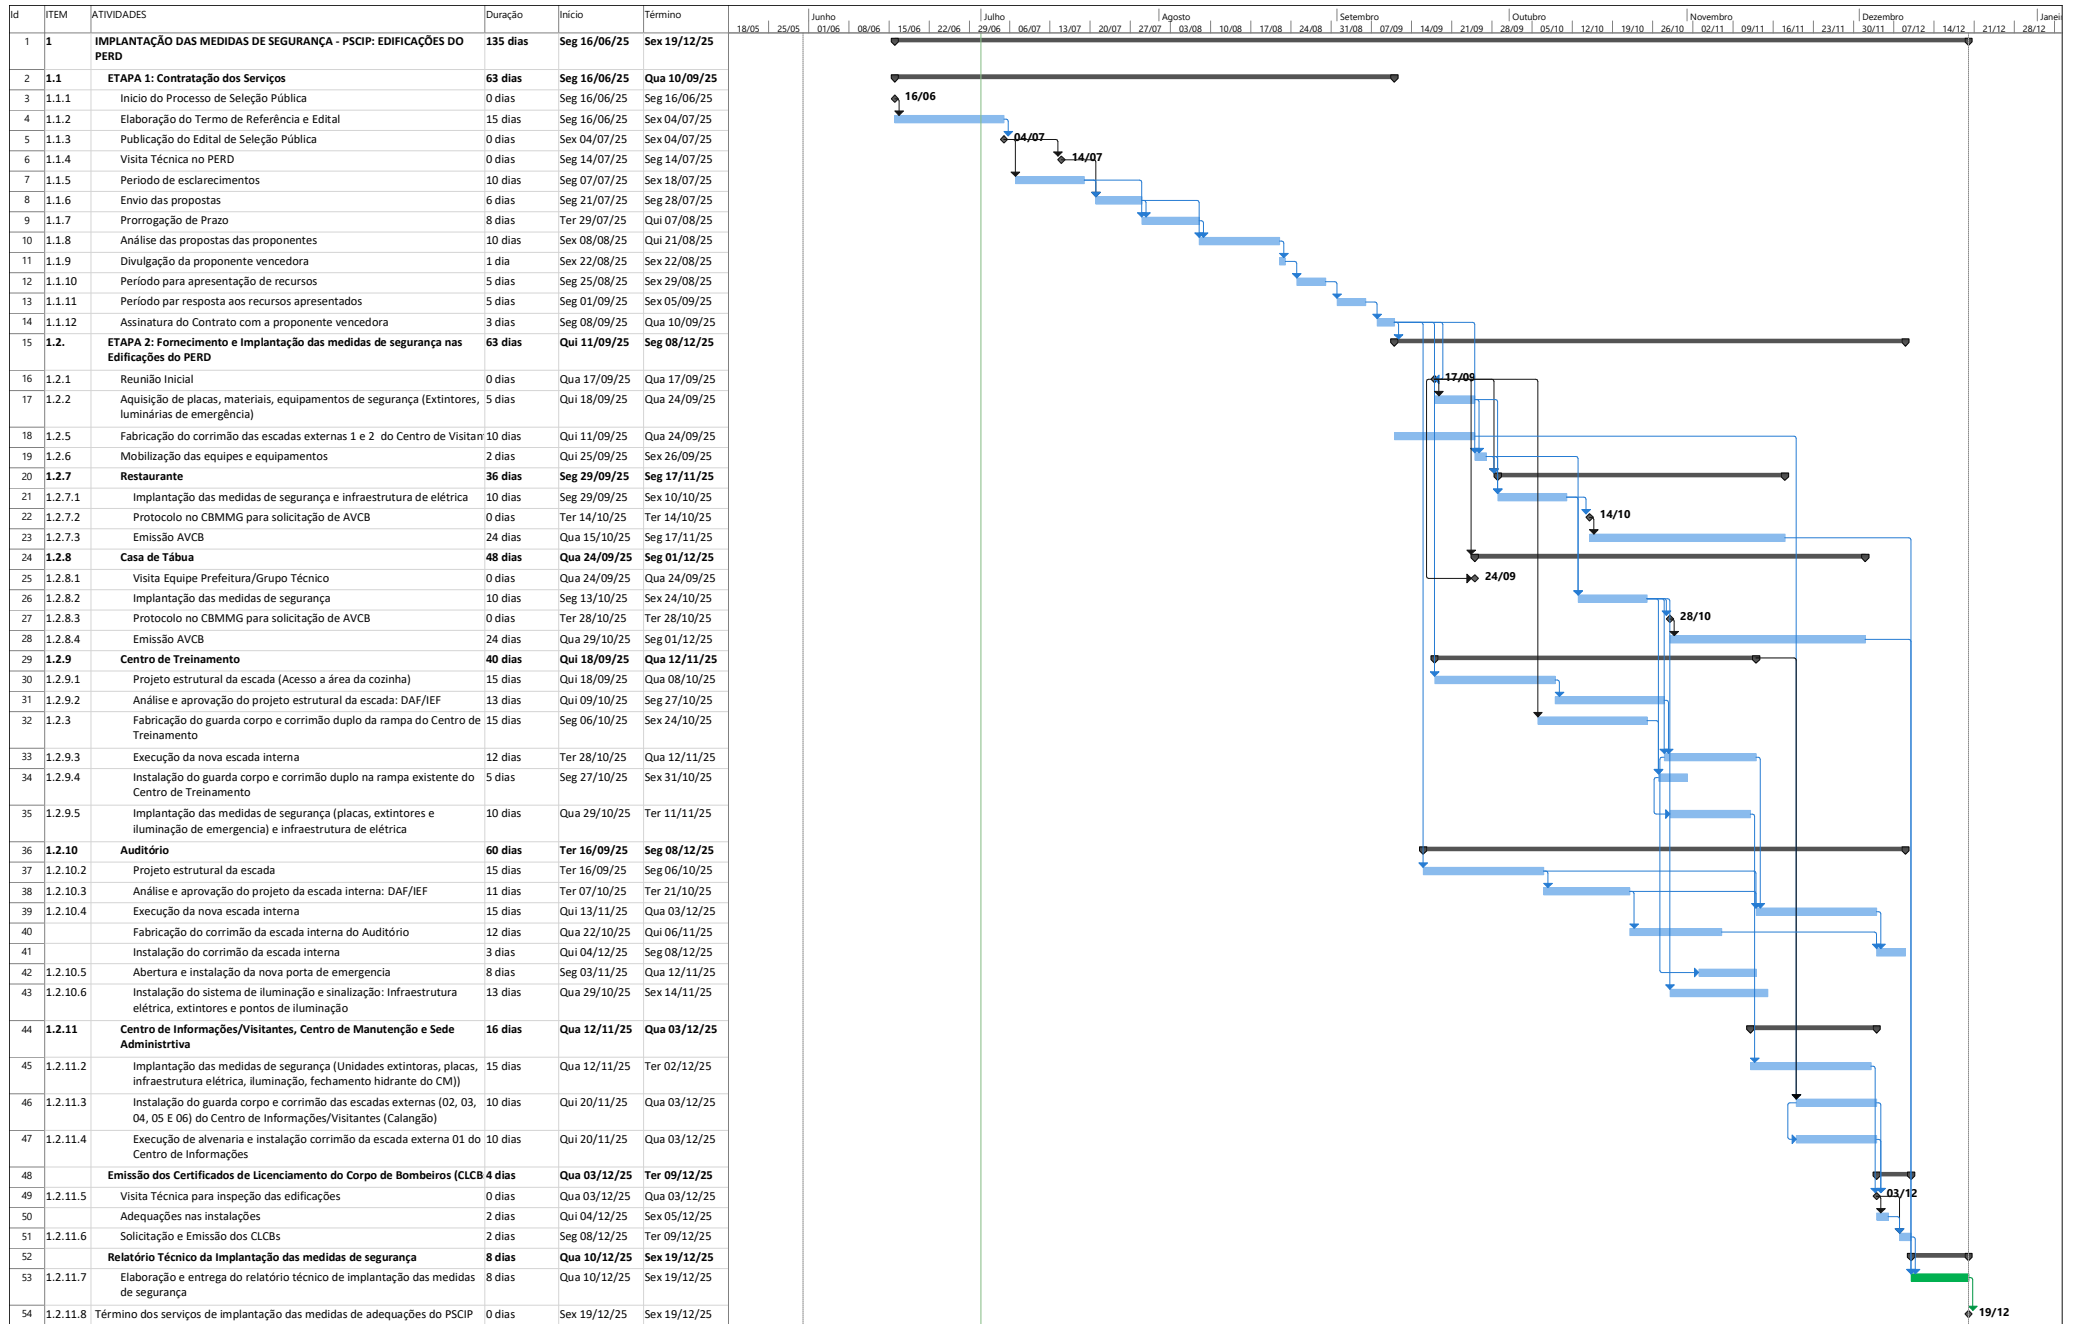 Id ITEM ATIVIDADES Duração Início Término
Junho Julho Agosto Setembro Outubro Novembro Dezembro Janei
18/05 25/05 01/06 08/06 15/06 22/06 29/06 06/07 13/07 20/07 27/07 03/08 10/08 17/08 24/08 31/08 07/09 14/09 21/09 28/09 05/10 12/10 19/10 26/10 02/11 09/11 16/11 23/11 30/11 07/12 14/12 21/12 28/12
1 1 IMPLANTAÇÃO DAS MEDIDAS DE SEGURANÇA - PSCIP: EDIFICAÇÕES DO 135 dias Seg 16/06/25 Sex 19/12/25
PERD
2 1.1 ETAPA 1: Contratação dos Serviços 63 dias Seg 16/06/25 Qua 10/09/25
3 1.1.1 Inicio do Processo de Seleção Pública 0 dias Seg 16/06/25 Seg 16/06/25 16/06
4 1.1.2 Elaboração do Termo de Referência e Edital 15 dias Seg 16/06/25 Sex 04/07/25
5 1.1.3 Publicação do Edital de Seleção Pública 0 dias Sex 04/07/25 Sex 04/07/25 04/07
6 1.1.4 Visita Técnica no PERD 0 dias Seg 14/07/25 Seg 14/07/25 14/07
7 1.1.5 Periodo de esclarecimentos 10 dias Seg 07/07/25 Sex 18/07/25
8 1.1.6 Envio das propostas 6 dias Seg 21/07/25 Seg 28/07/25
9 1.1.7 Prorrogação de Prazo 8 dias Ter 29/07/25 Qui 07/08/25
10 1.1.8 Análise das propostas das proponentes 10 dias Sex 08/08/25 Qui 21/08/25
11 1.1.9 Divulgação da proponente vencedora 1 dia Sex 22/08/25 Sex 22/08/25
12 1.1.10 Período para apresentação de recursos 5 dias Seg 25/08/25 Sex 29/08/25
13 1.1.11 Período par resposta aos recursos apresentados 5 dias Seg 01/09/25 Sex 05/09/25
14 1.1.12 Assinatura do Contrato com a proponente vencedora 3 dias Seg 08/09/25 Qua 10/09/25
15 1.2. ETAPA 2: Fornecimento e Implantação das medidas de segurança nas 63 dias Qui 11/09/25 Seg 08/12/25
Edificações do PERD
16 1.2.1 Reunião Inicial 0 dias Qua 17/09/25 Qua 17/09/25 17/09
17 1.2.2 Aquisição de placas, materiais, equipamentos de segurança (Extintores, 5 dias Qui 18/09/25 Qua 24/09/25
luminárias de emergência)
18 1.2.5 Fabricação do corrimão das escadas externas 1 e 2 do Centro de Visitan 10 dias Qui 11/09/25 Qua 24/09/25
19 1.2.6 Mobilização das equipes e equipamentos 2 dias Qui 25/09/25 Sex 26/09/25
20 1.2.7 Restaurante 36 dias Seg 29/09/25 Seg 17/11/25
21 1.2.7.1 Implantação das medidas de segurança e infraestrutura de elétrica 10 dias Seg 29/09/25 Sex 10/10/25
22 1.2.7.2 Protocolo no CBMMG para solicitação de AVCB 0 dias Ter 14/10/25 Ter 14/10/25 14/10
23 1.2.7.3 Emissão AVCB 24 dias Qua 15/10/25 Seg 17/11/25
24 1.2.8 Casa de Tábua 48 dias Qua 24/09/25 Seg 01/12/25
25 1.2.8.1 Visita Equipe Prefeitura/Grupo Técnico 0 dias Qua 24/09/25 Qua 24/09/25 24/09
26 1.2.8.2 Implantação das medidas de segurança 10 dias Seg 13/10/25 Sex 24/10/25
27 1.2.8.3 Protocolo no CBMMG para solicitação de AVCB 0 dias Ter 28/10/25 Ter 28/10/25 28/10
28 1.2.8.4 Emissão AVCB 24 dias Qua 29/10/25 Seg 01/12/25
29 1.2.9 Centro de Treinamento 40 dias Qui 18/09/25 Qua 12/11/25
30 1.2.9.1 Projeto estrutural da escada (Acesso a área da cozinha) 15 dias Qui 18/09/25 Qua 08/10/25
31 1.2.9.2 Análise e aprovação do projeto estrutural da escada: DAF/IEF 13 dias Qui 09/10/25 Seg 27/10/25
32 1.2.3 Fabricação do guarda corpo e corrimão duplo da rampa do Centro de 15 dias Seg 06/10/25 Sex 24/10/25
Treinamento
33 1.2.9.3 Execução da nova escada interna 12 dias Ter 28/10/25 Qua 12/11/25
34 1.2.9.4 Instalação do guarda corpo e corrimão duplo na rampa existente do 5 dias Seg 27/10/25 Sex 31/10/25
Centro de Treinamento
35 1.2.9.5 Implantação das medidas de segurança (placas, extintores e 10 dias Qua 29/10/25 Ter 11/11/25
iluminação de emergencia) e infraestrutura de elétrica
36 1.2.10 Auditório 60 dias Ter 16/09/25 Seg 08/12/25
37 1.2.10.2 Projeto estrutural da escada 15 dias Ter 16/09/25 Seg 06/10/25
38 1.2.10.3 Análise e aprovação do projeto da escada interna: DAF/IEF 11 dias Ter 07/10/25 Ter 21/10/25
39 1.2.10.4 Execução da nova escada interna 15 dias Qui 13/11/25 Qua 03/12/25
40 Fabricação do corrimão da escada interna do Auditório 12 dias Qua 22/10/25 Qui 06/11/25
41 Instalação do corrimão da escada interna 3 dias Qui 04/12/25 Seg 08/12/25
42 1.2.10.5 Abertura e instalação da nova porta de emergencia 8 dias Seg 03/11/25 Qua 12/11/25
43 1.2.10.6 Instalação do sistema de iluminação e sinalização: Infraestrutura 13 dias Qua 29/10/25 Sex 14/11/25
elétrica, extintores e pontos de iluminação
44 1.2.11 Centro de Informações/Visitantes, Centro de Manutenção e Sede 16 dias Qua 12/11/25 Qua 03/12/25
Administrtiva
45 1.2.11.2 Implantação das medidas de segurança (Unidades extintoras, placas, 15 dias Qua 12/11/25 Ter 02/12/25
infraestrutura elétrica, iluminação, fechamento hidrante do CM))
46 1.2.11.3 Instalação do guarda corpo e corrimão das escadas externas (02, 03, 10 dias Qui 20/11/25 Qua 03/12/25
04, 05 E 06) do Centro de Informações/Visitantes (Calangão)
47 1.2.11.4 Execução de alvenaria e instalação corrimão da escada externa 01 do 10 dias Qui 20/11/25 Qua 03/12/25
Centro de Informações
48 Emissão dos Certificados de Licenciamento do Corpo de Bombeiros (CLCB 4 dias Qua 03/12/25 Ter 09/12/25
49 1.2.11.5 Visita Técnica para inspeção das edificações 0 dias Qua 03/12/25 Qua 03/12/25 03/12
50 Adequações nas instalações 2 dias Qui 04/12/25 Sex 05/12/25
51 1.2.11.6 Solicitação e Emissão dos CLCBs 2 dias Seg 08/12/25 Ter 09/12/25
52 Relatório Técnico da Implantação das medidas de segurança 8 dias Qua 10/12/25 Sex 19/12/25
53 1.2.11.7 Elaboração e entrega do relatório técnico de implantação das medidas 8 dias Qua 10/12/25 Sex 19/12/25
de segurança
54 1.2.11.8 Término dos serviços de implantação das medidas de adequações do PSCIP 0 dias Sex 19/12/25 Sex 19/12/25 19/12